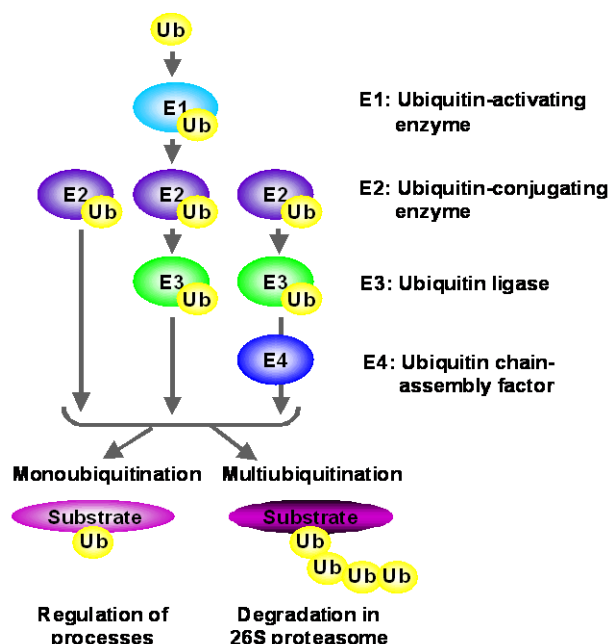 Ub
E1
Ub
E1: Ubiquitin-activating
enzyme
E2
Ub
E2
Ub
E2
Ub
E2: Ubiquitin-conjugating
enzyme
E3
Ub
E3
Ub
E3: Ubiquitin ligase
E4
E4: Ubiquitin chain-
assembly factor
Monoubiquitination
Multiubiquitination
Substrate
Ub
Substrate
Ub
Ub
Ub
Ub
Regulation of
processes
Degradation in
26S proteasome